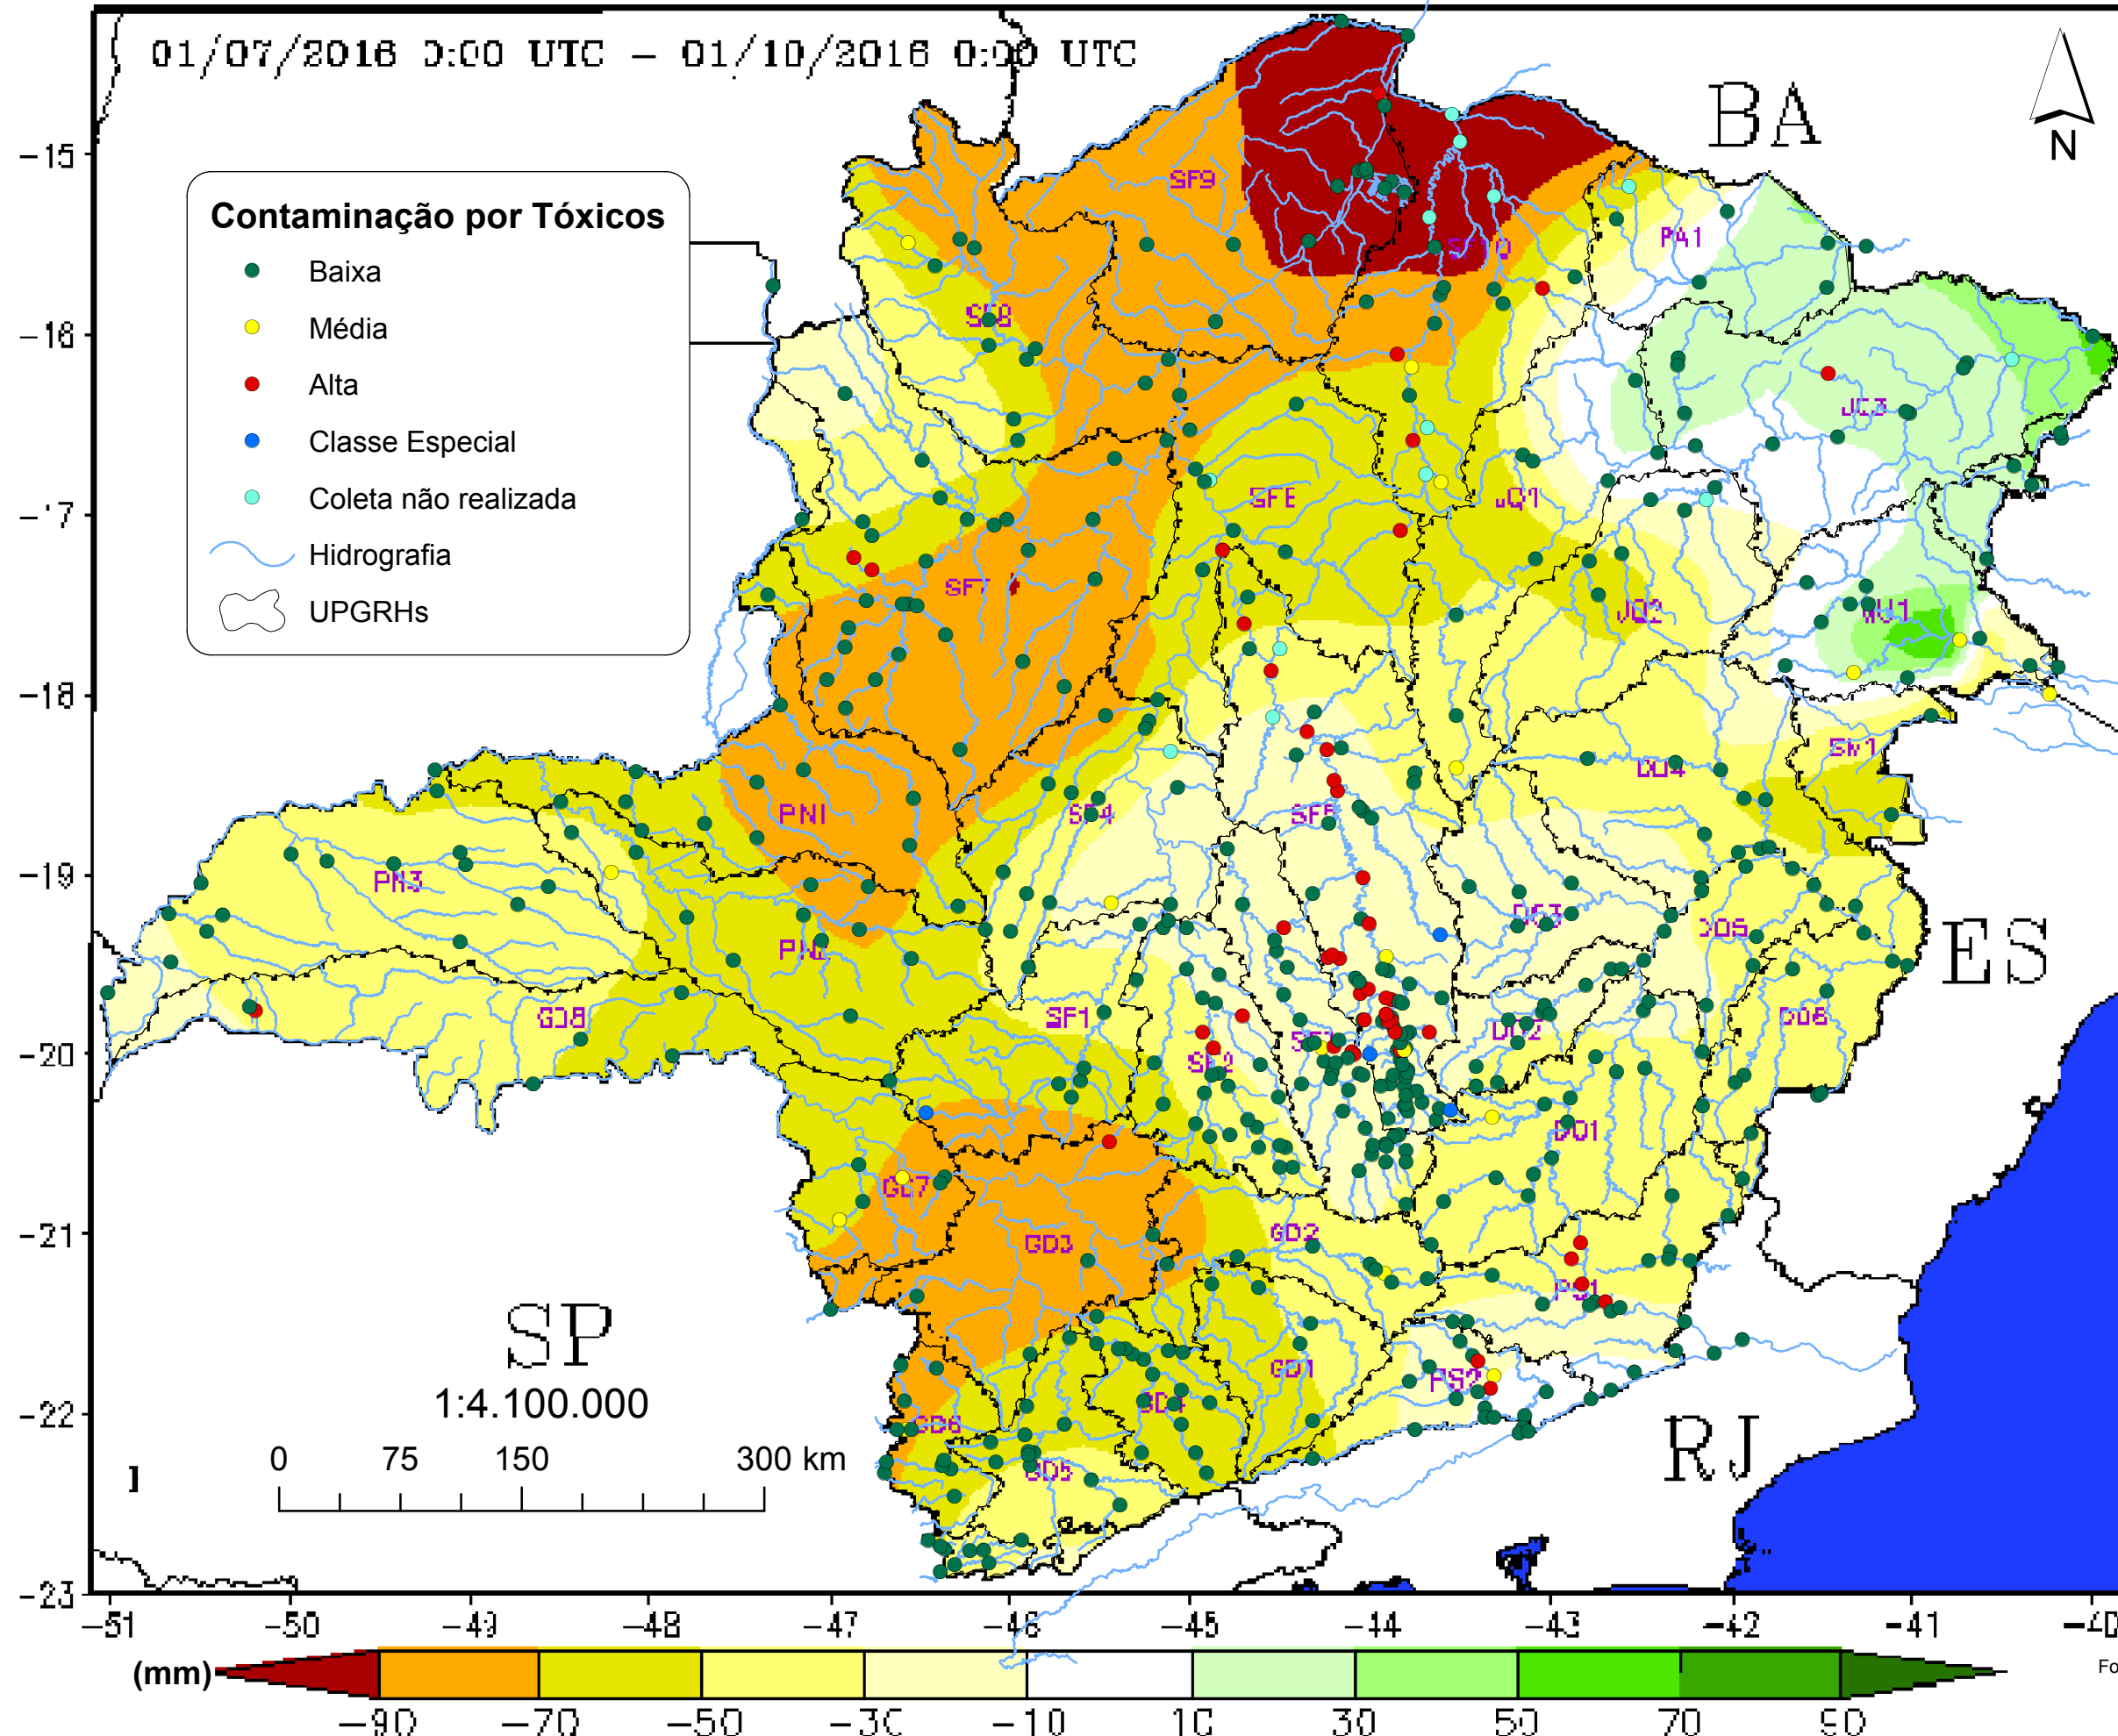 01/07/2016 0:00 UTC – 01/10/2016 0:00 UTC
BA
N
Contaminação por Tóxicos
Baixa
Média
Alta
Classe Especial
Coleta não realizada
Hidrografia
UPGRHs
-15
-16
-17
-18
-19
-20
-21
-22
-23
SF9
SF10
PA1
SF8
JQ3
SF6
JQ1
SF7
JQ2
MU1
SM1
DO4
PN1
SF4
SF5
PN3
DO3
DO5
ES
PN2
GD8
SF1
DO6
SF3
DO2
SF2
DO1
GD7
GD3
GD2
PS1
SP
1:4.100.000
GD1
PS2
GD4
GD6
RJ
GD5
0 75 150 300 km
-51 -50 -49 -48 -47 -46 -45 -44 -43 -42 -41 -40
(mm)
Fo
-90 -70 -50 -30 -10 10 30 50 70 90